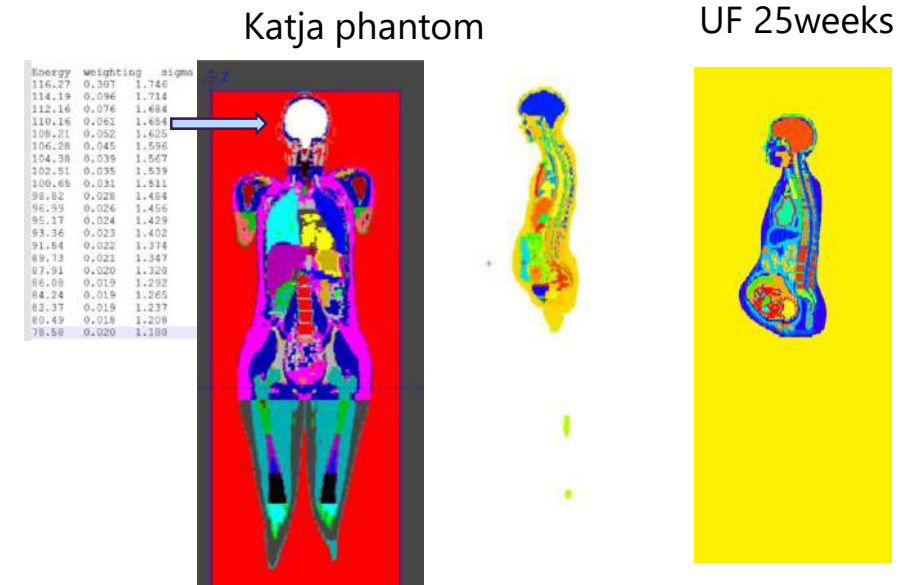 Katja phantom
UF 25weeks
Energy weighting sigma
116.27 0.307 1.746
114.19 0.096 1.714
112.16 0.076 1.684
110.16 0.061 1.654
108.21 0.052 1.625
106.28 0.045 1.596
104.38 0.039 1.567
102.51 0.035 1.539
100.65 0.031 1.511
98.82 0.028 1.484
96.99 0.026 1.456
95.17 0.024 1.429
93.36 0.023 1.402
91.54 0.022 1.374
89.73 0.021 1.347
87.91 0.020 1.320
86.08 0.019 1.292
84.24 0.019 1.265
82.37 0.019 1.237
80.49 0.018 1.208
78.58 0.020 1.180